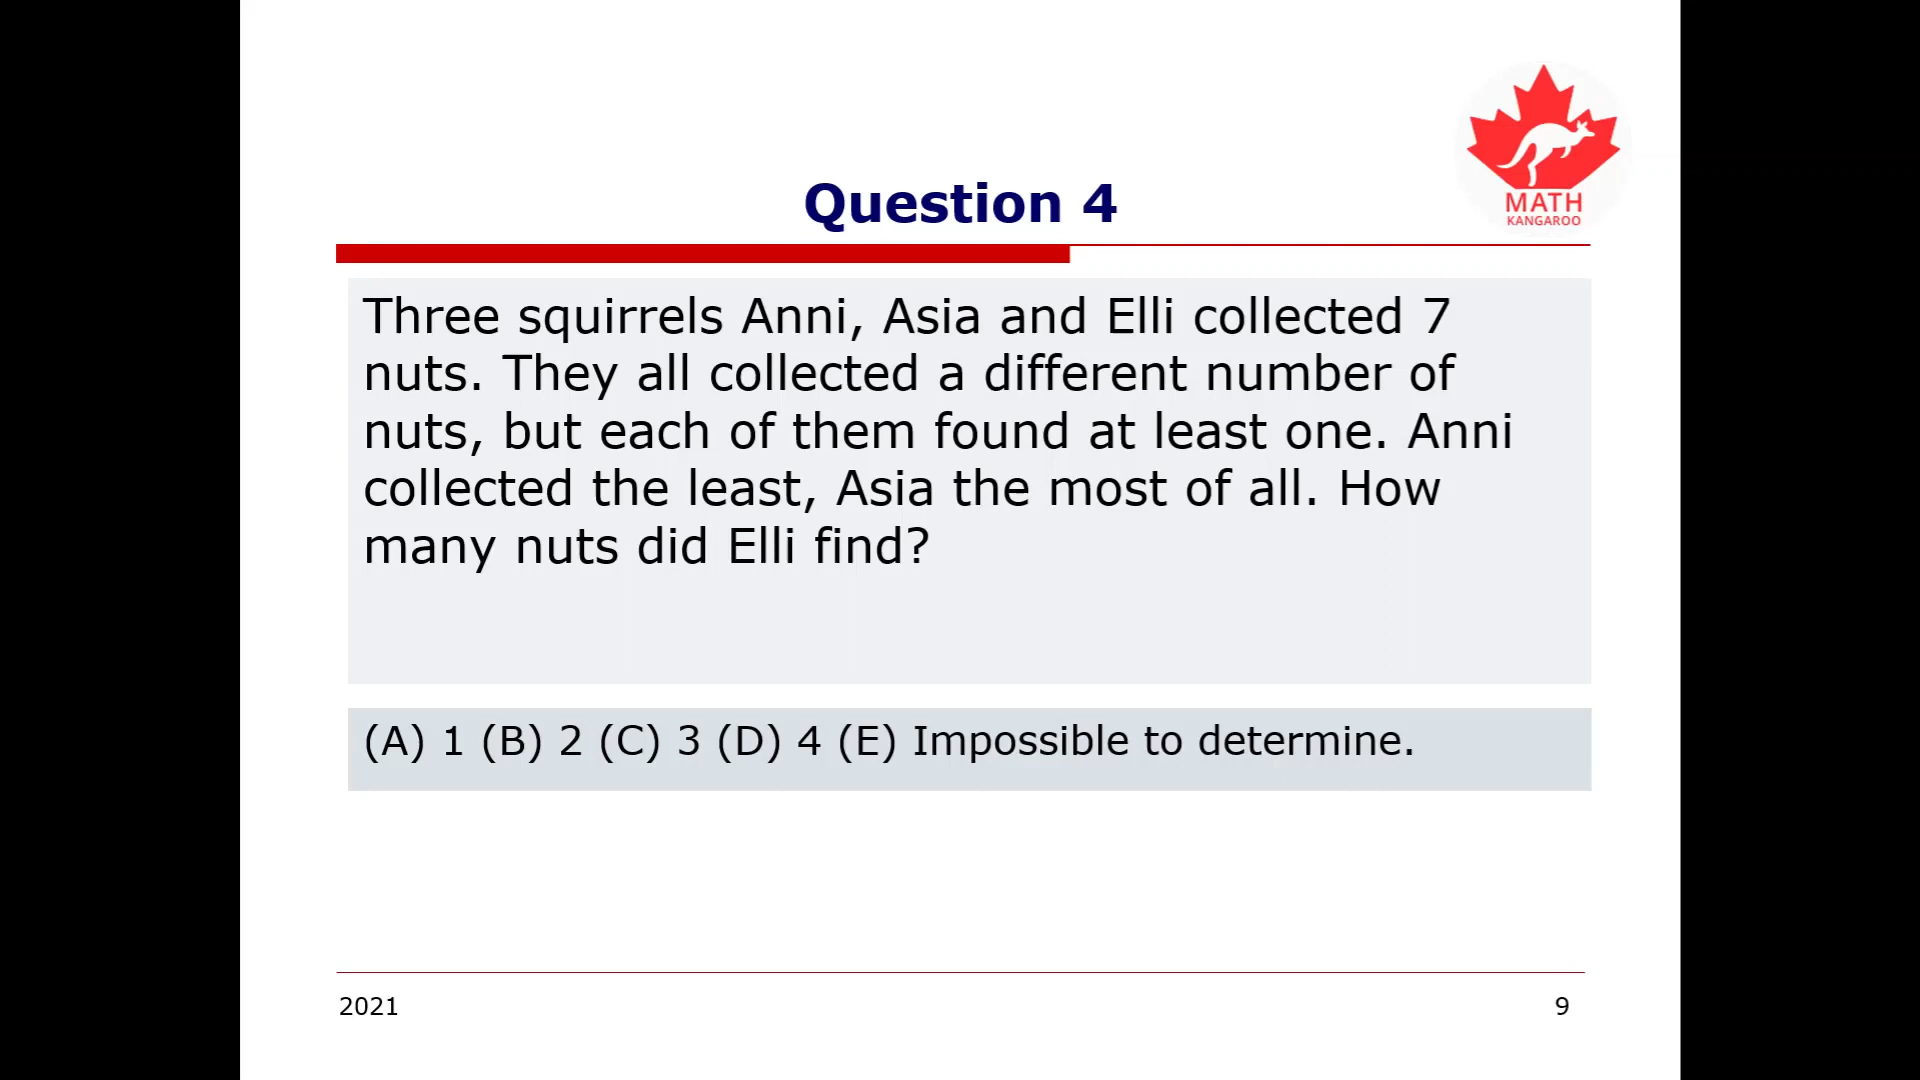 MATH
KANGAROO
Question 4
Three squirrels Anni, Asia and Elli collected 7
nuts. They all collected a different number of
nuts, but each of them found at least one. Anni
collected the least, Asia the most of all. How
many nuts did Elli find?
(A) 1 (B) 2 (C) 3 (D) 4 (E) Impossible to determine.
2021
9